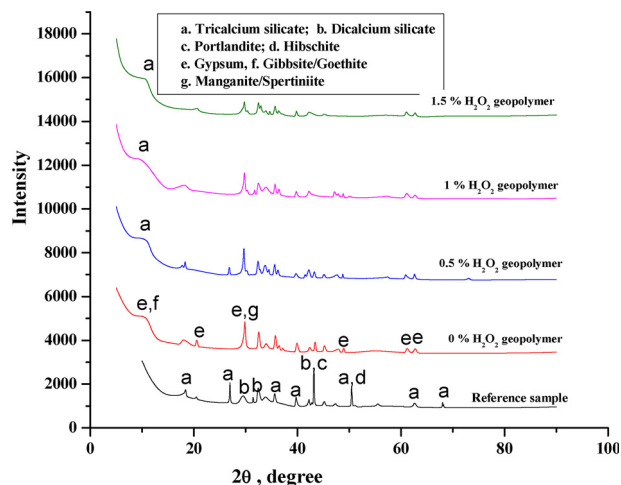 a. Tricalcium silicate; b. Dicalcium silicate
c. Portlandite; d. Hibschite
e. Gypsum, f. Gibbsite/Goethite
g. Manganite/Spertiniite
18000
16000
14000
12000
10000
8000
6000
4000
2000
0
Intensity
a
1.5 % H2O2 geopolymer
a
1 % H2O2 geopolymer
a
0.5 % H2O2 geopolymer
e,f
e
e,g
e
e
e
0 % H2O2 geopolymer
a
a
b
b
a
a
b, c
a, d
a
a
Reference sample
0
20
40
60
80
100
2θ , degree